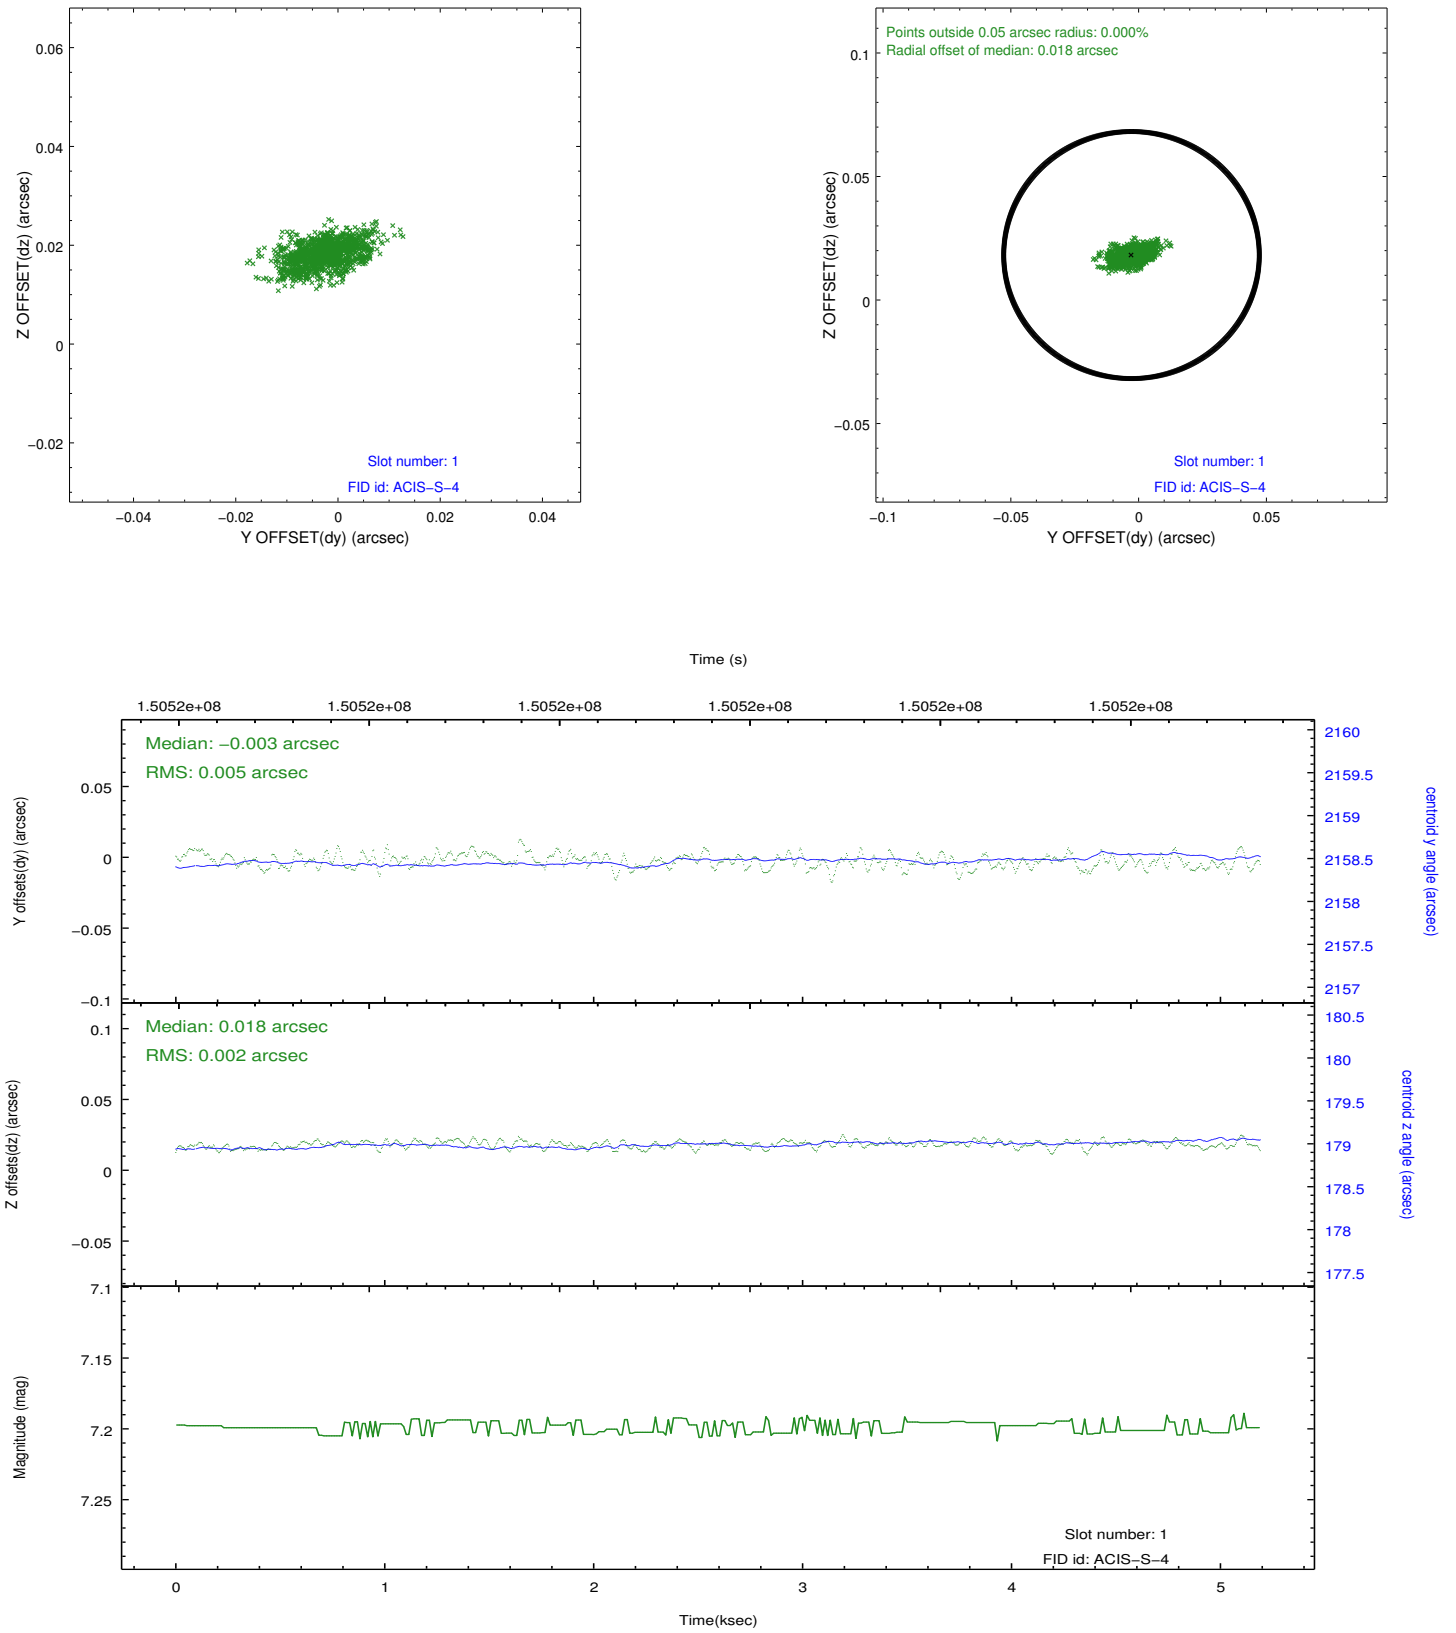 0.06
0.04
0.02
0
−0.02
Z OFFSET(dz) (arcsec)
Slot number: 1
FID id: ACIS−S−4
−0.04
−0.02
0
0.02
0.04
Y OFFSET(dy) (arcsec)
Points outside 0.05 arcsec radius: 0.000%
Radial offset of median: 0.018 arcsec
0.1
0.05
0
−0.05
Z OFFSET(dz) (arcsec)
Slot number: 1
FID id: ACIS−S−4
−0.1
−0.05
0
0.05
Y OFFSET(dy) (arcsec)
Time (s)
1.5052e+08
1.5052e+08
1.5052e+08
1.5052e+08
1.5052e+08
1.5052e+08
Median: −0.003 arcsec
RMS: 0.005 arcsec
0.05
0
−0.05
−0.1
Y offsets(dy) (arcsec)
2160
2159.5
2159
2158.5
2158
2157.5
2157
centroid y angle (arcsec)
Median: 0.018 arcsec
RMS: 0.002 arcsec
0.1
0.05
0
−0.05
Z offsets(dz) (arcsec)
180.5
180
179.5
179
178.5
178
177.5
centroid z angle (arcsec)
7.1
7.15
7.2
7.25
Magnitude (mag)
Slot number: 1
FID id: ACIS−S−4
0
1
2
3
4
5
Time(ksec)